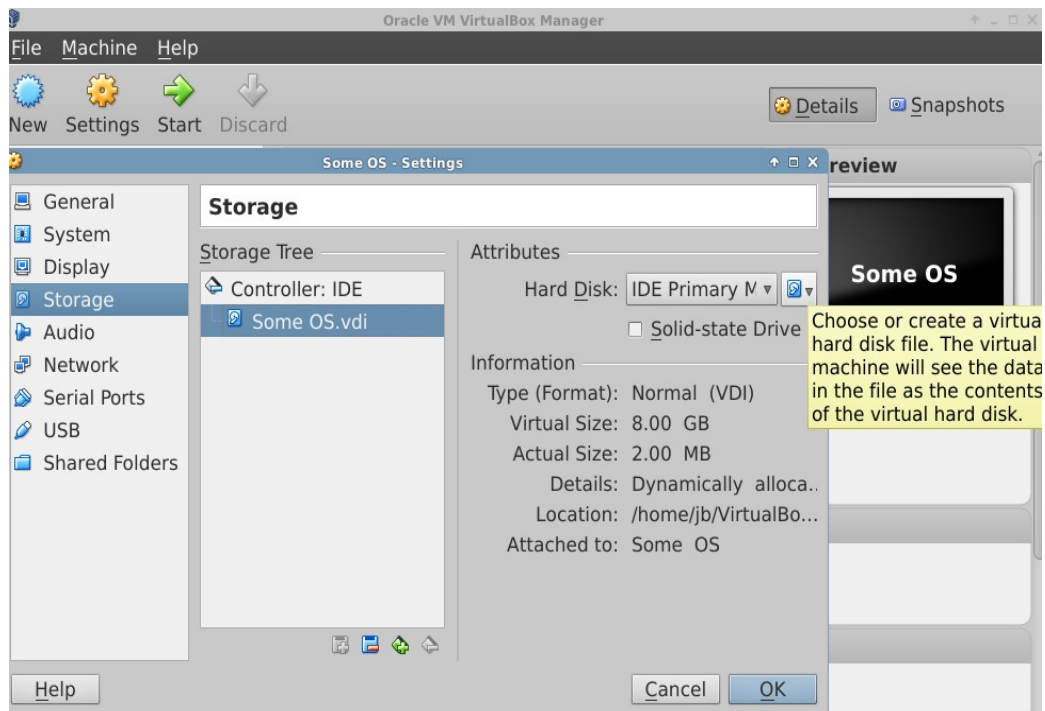 Oracle VM VirtualBox Manager
File Machine Help
New Settings Start Discard
Details Snapshots
Some OS - Settings
review
General
System
Display
Storage
Audio
Network
Serial Ports
USB
Shared Folders
Storage
Storage Tree
Controller: IDE
Some OS.vdi
Attributes
Hard Disk: IDE Primary M
Solid-state Drive
Information
Type (Format): Normal (VDI)
Virtual Size: 8.00 GB
Actual Size: 2.00 MB
Details: Dynamically alloca..
Location: /home/jb/VirtualBo...
Attached to: Some OS
Some OS
Choose or create a virtua
hard disk file. The virtual
machine will see the data
in the file as the contents
of the virtual hard disk.
Help
Cancel OK